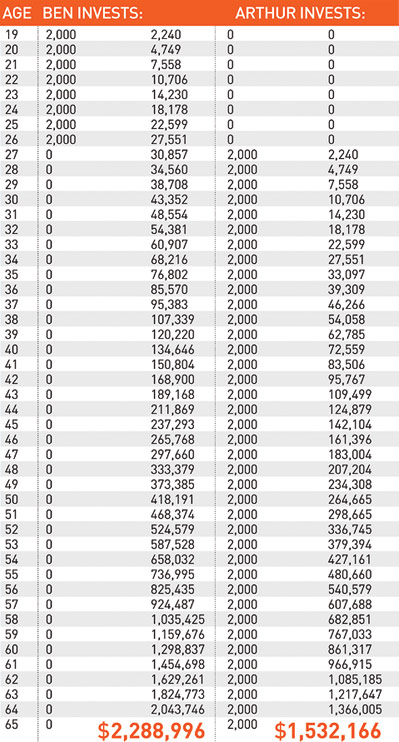 AGE BEN INVESTS: ARTHUR INVESTS:
19 2,000 2,240 0 0
20 2,000 4,749 0 0
21 2,000 7,558 0 0
22 2,000 10,706 0 0
23 2,000 14,230 0 0
24 2,000 18,178 0 0
25 2,000 22,599 0 0
26 2,000 27,551 0 0
27 0 30,857 2,000 2,240
28 0 34,560 2,000 4,749
29 0 38,708 2,000 7,558
30 0 43,352 2,000 10,706
31 0 48,554 2,000 14,230
32 0 54,381 2,000 18,178
33 0 60,907 2,000 22,599
34 0 68,216 2,000 27,551
35 0 76,802 2,000 33,097
36 0 85,570 2,000 39,309
37 0 95,383 2,000 46,266
38 0 107,339 2,000 54,058
39 0 120,220 2,000 62,785
40 0 134,646 2,000 72,559
41 0 150,804 2,000 83,506
42 0 168,900 2,000 95,767
43 0 189,168 2,000 109,499
44 0 211,869 2,000 124,879
45 0 237,293 2,000 142,104
46 0 265,768 2,000 161,396
47 0 297,660 2,000 183,004
48 0 333,379 2,000 207,204
49 0 373,385 2,000 234,308
50 0 418,191 2,000 264,665
51 0 468,374 2,000 298,665
52 0 524,579 2,000 336,745
53 0 587,528 2,000 379,394
54 0 658,032 2,000 427,161
55 0 736,995 2,000 480,660
56 0 825,435 2,000 540,579
57 0 924,487 2,000 607,688
58 0 1,035,425 2,000 682,851
59 0 1,159,676 2,000 767,033
60 0 1,298,837 2,000 861,317
61 0 1,454,698 2,000 966,915
62 0 1,629,261 2,000 1,085,185
63 0 1,824,773 2,000 1,217,647
64 0 2,043,746 2,000 1,366,005
65 0 $2,288,996 2,000 $1,532,166